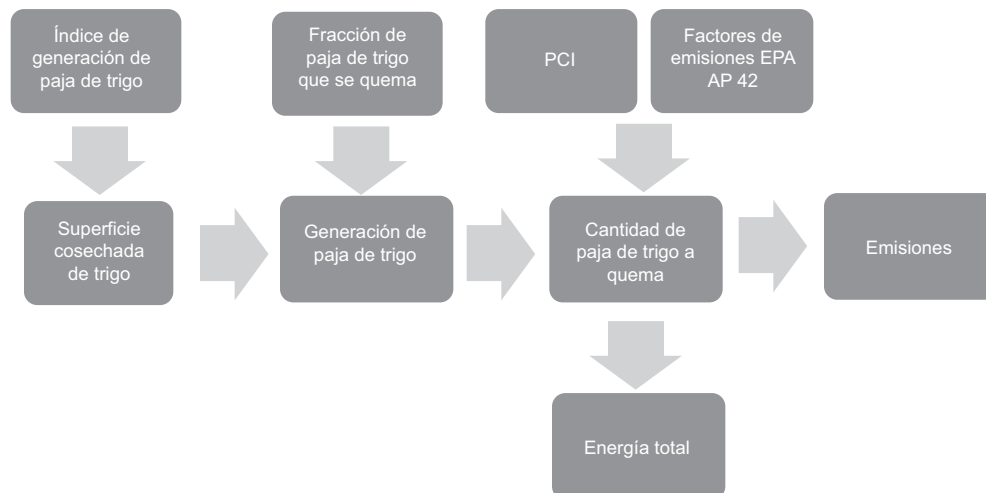 Índice de
generación de
paja de trigo
Fracción de
paja de trigo
que se quema
PCI
Factores de
emisiones EPA
AP 42
Superficie
cosechada
de trigo
Generación de
paja de trigo
Cantidad de
paja de trigo a
quema
Emisiones
Energía total